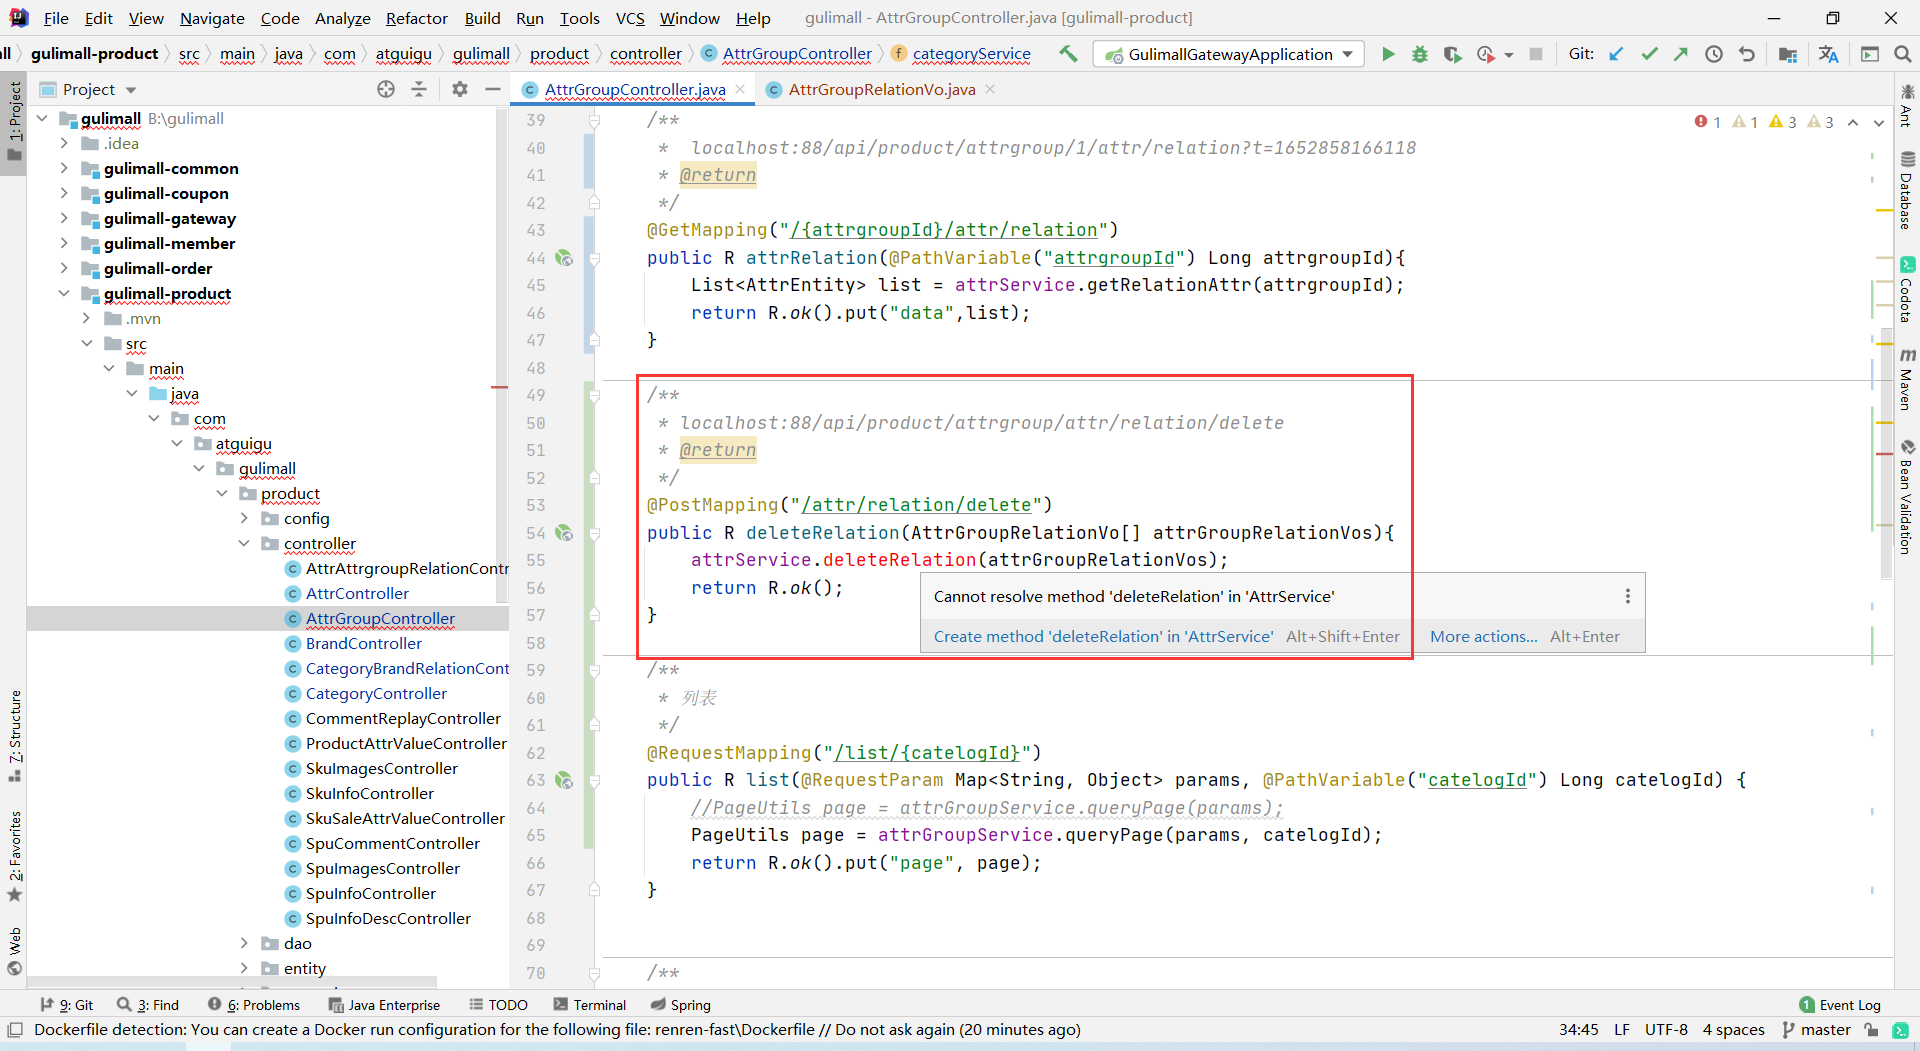 File Edit View Navigate Code Analyze Refactor Build Run Tools VCS Window Help gulimall - AttrGroupController.java [gulimall-product]
ll gulimall-product src main java com atguigu gulimall product controller AttrGroupController categoryService GulimallGatewayApplication Git:
1: Project
7: Structure
2: Favorites
Web
Project
gulimall B:\gulimall
.idea
gulimall-common
gulimall-coupon
gulimall-gateway
gulimall-member
gulimall-order
gulimall-product
.mvn
src
main
java
com
atguigu
gulimall
product
config
controller
AttrAttrgroupRelationContr
AttrController
AttrGroupController
BrandController
CategoryBrandRelationCont
CategoryController
CommentReplayController
ProductAttrValueController
SkuImagesController
SkuInfoController
SkuSaleAttrValueController
SpuCommentController
SpuImagesController
SpuInfoController
SpuInfoDescController
dao
entity
AttrGroupController.java AttrGroupRelationVo.java
1 1 3 3
39 /**
40 * localhost:88/api/product/attrgroup/1/attr/relation?t=1652858166118
41 * @return
42 */
43 @GetMapping("/{attrgroupId}/attr/relation")
44 public R attrRelation(@PathVariable("attrgroupId") Long attrgroupId){
45 List<AttrEntity> list = attrService.getRelationAttr(attrgroupId);
46 return R.ok().put("data",list);
47 }
48
49 /**
50 * localhost:88/api/product/attrgroup/attr/relation/delete
51 * @return
52 */
53 @PostMapping("/attr/relation/delete")
54 public R deleteRelation(AttrGroupRelationVo[] attrGroupRelationVos){
55 attrService.deleteRelation(attrGroupRelationVos);
56 return R.ok();
57 }
58
Cannot resolve method 'deleteRelation' in 'AttrService'
Create method 'deleteRelation' in 'AttrService' Alt+Shift+Enter More actions... Alt+Enter
59 /**
60 * 列表
61 */
62 @RequestMapping("/list/{catelogId}")
63 public R list(@RequestParam Map<String, Object> params, @PathVariable("catelogId") Long catelogId) {
64 //PageUtils page = attrGroupService.queryPage(params);
65 PageUtils page = attrGroupService.queryPage(params, catelogId);
66 return R.ok().put("page", page);
67 }
68
69
70 /**
Ant
Database
Codota
Maven
Bean Validation
9: Git 3: Find 6: Problems Java Enterprise TODO Terminal Spring 1 Event Log
Dockerfile detection: You can create a Docker run configuration for the following file: renren-fast\Dockerfile // Do not ask again (20 minutes ago) 34:45 LF UTF-8 4 spaces master